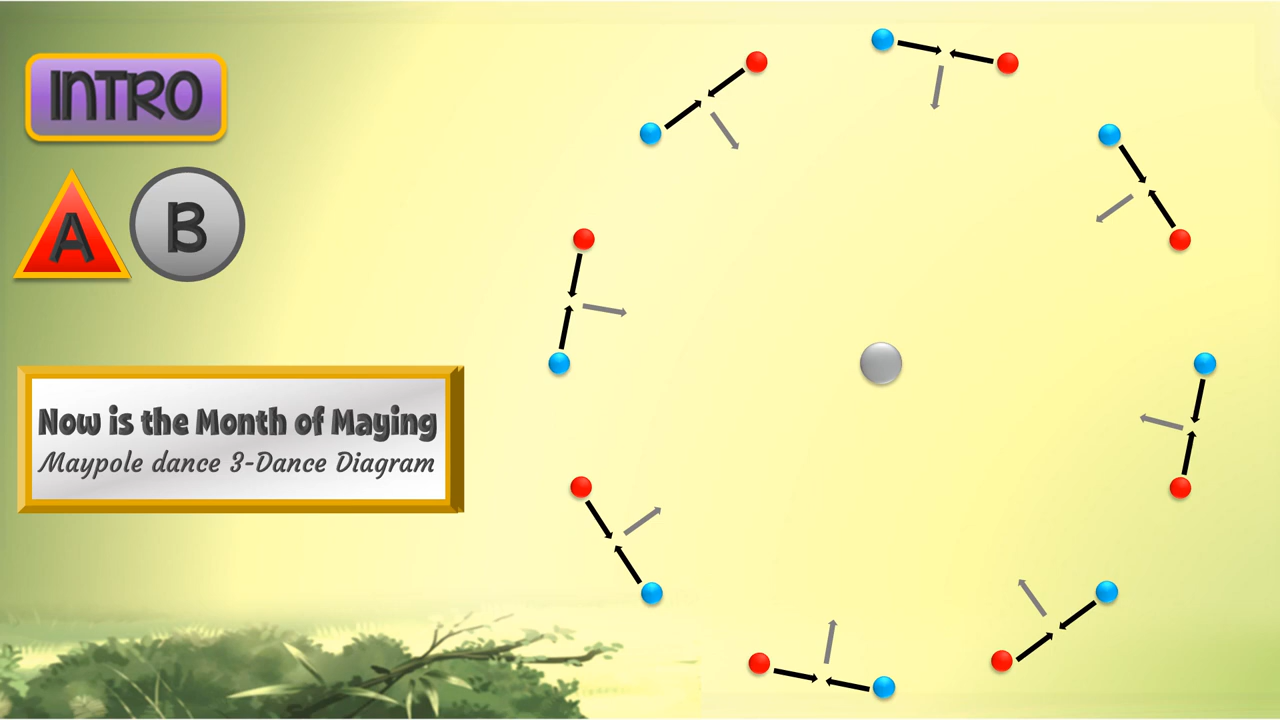 INTRO
A B
Now is the Month of Maying
Maypole dance 3-Dance Diagram